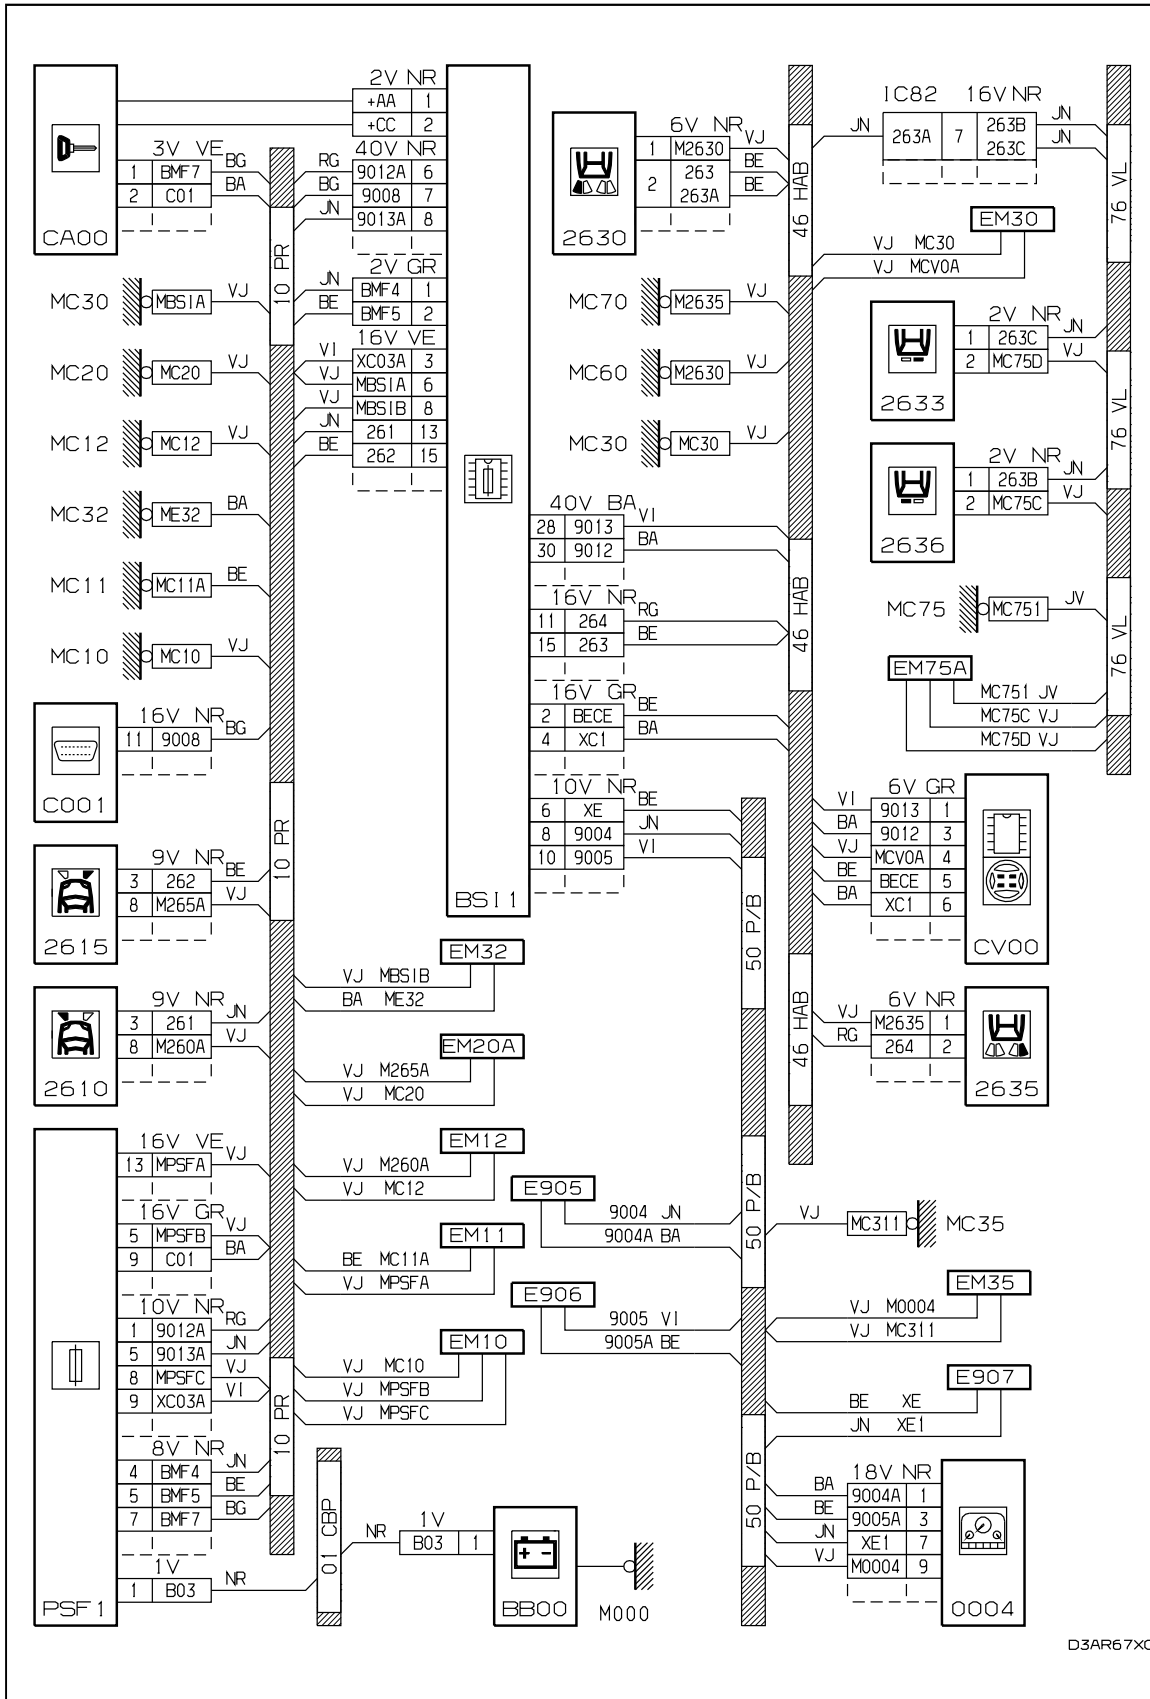 CA00
3V VE
1 BMF7 BG
2 C01 BA
2V NR
+AA 1
+CC 2
40V NR
RG 9012A 6
BG 9008 7
JN 9013A 8
2V GR
JN BMF4 1
BE BMF5 2
16V VE
VI XC03A 3
VJ MBSIA 6
VJ MBSIB 8
JN 261 13
BE 262 15
10 PR
MC30 MBSIA VJ
MC20 MC20 VJ
MC12 MC12 VJ
MC32 ME32 BA
MC11 MC11A BE
MC10 MC10 VJ
C001
16V NR
11 9008 BG
10 PR
2615
9V NR
3 262 BE
8 M265A VJ
2610
9V NR
3 261 JN
8 M260A VJ
PSF1
16V VE
13 MPSFA VJ
16V GR
5 MPSFB VJ
9 C01 BA
10V NR
1 9012A RG
5 9013A JN
8 MPSFC VJ
9 XC03A VI
10 PR
8V NR
4 BMF4 JN
5 BMF5 BE
7 BMF7 BG
1V
1 B03 NR
01 CBP
NR
1V
B03 1
BB00
M000
BSI1
40V BA
28 9013 VI
30 9012 BA
16V NR
11 264 RG
15 263 BE
16V GR
2 BECE BE
4 XC1 BA
10V NR
6 XE BE
8 9004 JN
10 9005 VI
EM32
VJ MBSIB
BA ME32
EM20A
VJ M265A
VJ MC20
EM12
VJ M260A
VJ MC12
EM11
BE MC11A
VJ MPSFA
EM10
VJ MC10
VJ MPSFB
VJ MPSFC
E905
9004 JN
9004A BA
E906
9005 VI
9005A BE
50 P/B
50 P/B
50 P/B
2630
6V NR
1 M2630 VJ
2 263 BE
263A BE
MC70 M2635 VJ
MC60 M2630 VJ
MC30 MC30 VJ
46 HAB
46 HAB
46 HAB
IC82 16V NR
JN 263A 7 263B JN
263C JN
EM30
VJ MC30
VJ MCV0A
76 VL
76 VL
76 VL
2633
2V NR
1 263C JN
2 MC75D VJ
2636
2V NR
1 263B JN
2 MC75C VJ
MC75 MC751 JV
EM75A
MC751 JV
MC75C VJ
MC75D VJ
6V GR
VI 9013 1
BA 9012 3
VJ MCV0A 4
BE BECE 5
BA XC1 6
CV00
6V NR
VJ M2635 1
RG 264 2
2635
VJ MC311 MC35
EM35
VJ M0004
VJ MC311
E907
BE XE
JN XE1
18V NR
BA 9004A 1
BE 9005A 3
JN XE1 7
VJ M0004 9
0004